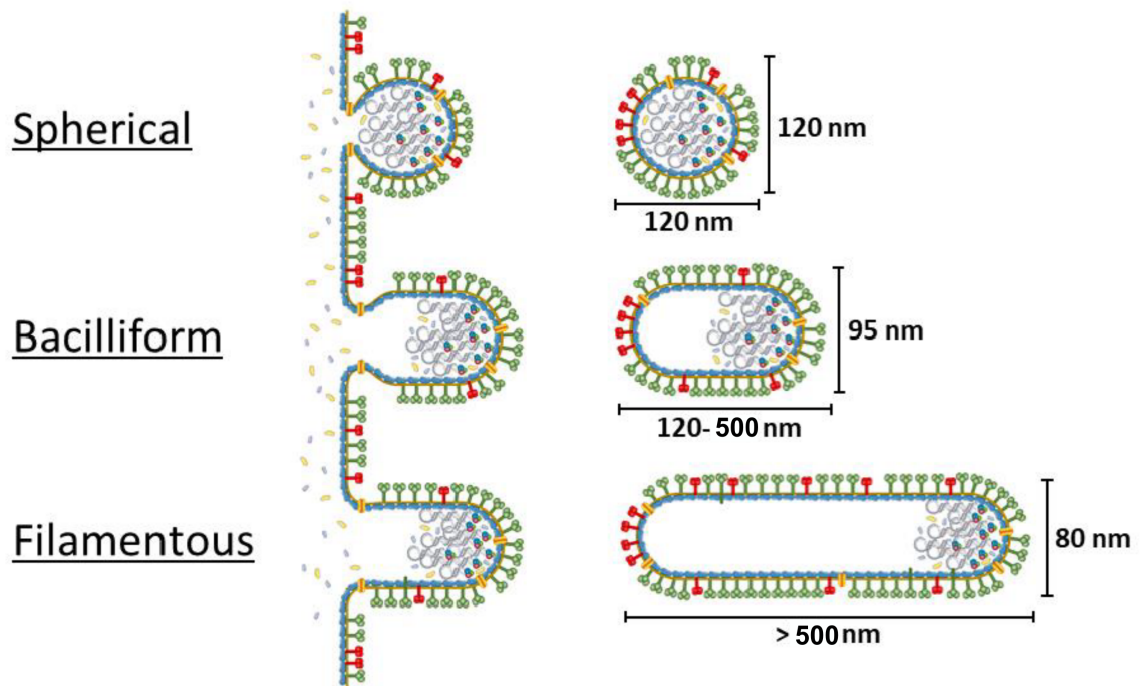 Spherical
120 nm
120 nm
Bacilliform
95 nm
120- 500 nm
Filamentous
80 nm
> 500 nm